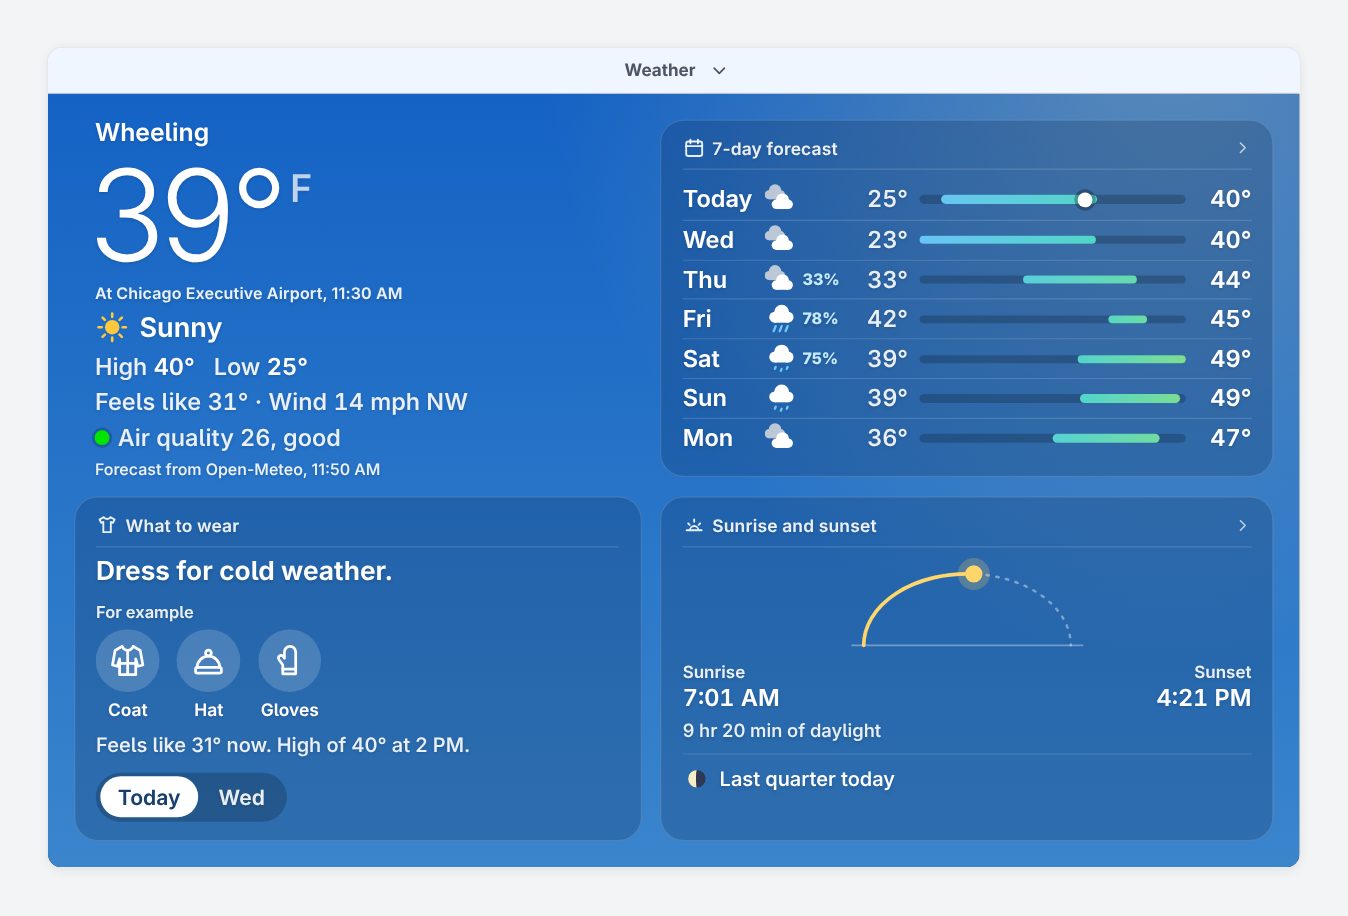 Weather
Wheeling
39° F
At Chicago Executive Airport, 11:30 AM
Sunny
High 40° Low 25°
Feels like 31° · Wind 14 mph NW
Air quality 26, good
Forecast from Open-Meteo, 11:50 AM
7-day forecast
Today 25° 40°
Wed 23° 40°
Thu 33% 33° 44°
Fri 78% 42° 45°
Sat 75% 39° 49°
Sun 39° 49°
Mon 36° 47°
What to wear
Dress for cold weather.
For example
Coat Hat Gloves
Feels like 31° now. High of 40° at 2 PM.
Today Wed
Sunrise and sunset
Sunrise Sunset
7:01 AM 4:21 PM
9 hr 20 min of daylight
Last quarter today